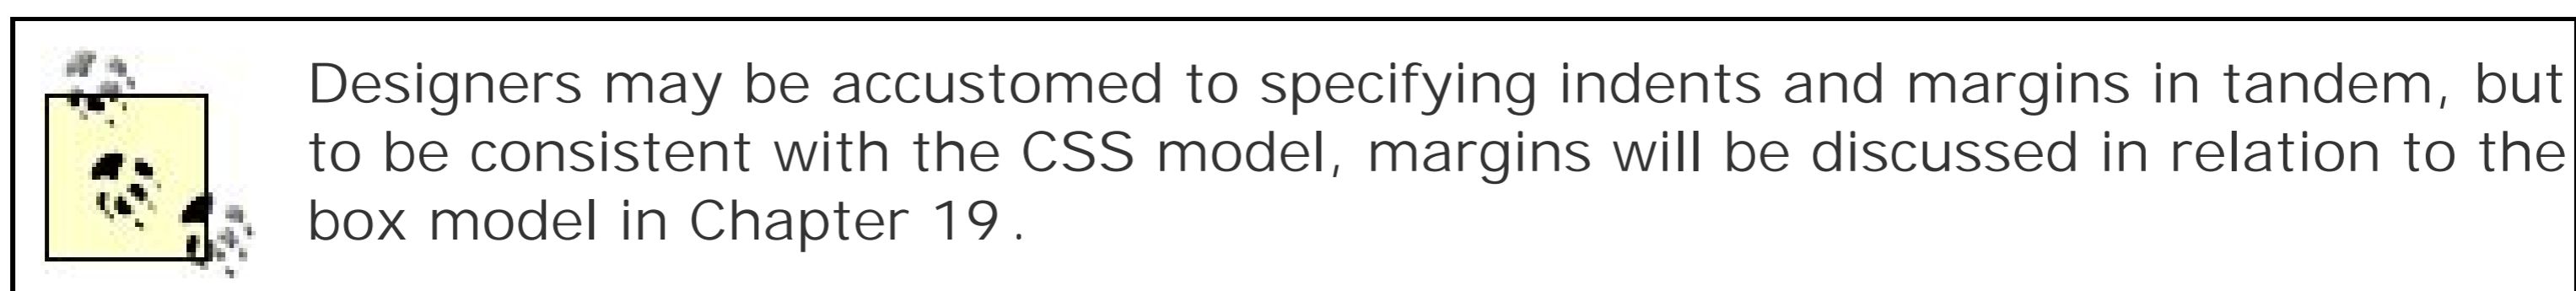 Designers may be accustomed to specifying indents and margins in tandem, but
to be consistent with the CSS model, margins will be discussed in relation to the
box model in Chapter 19.